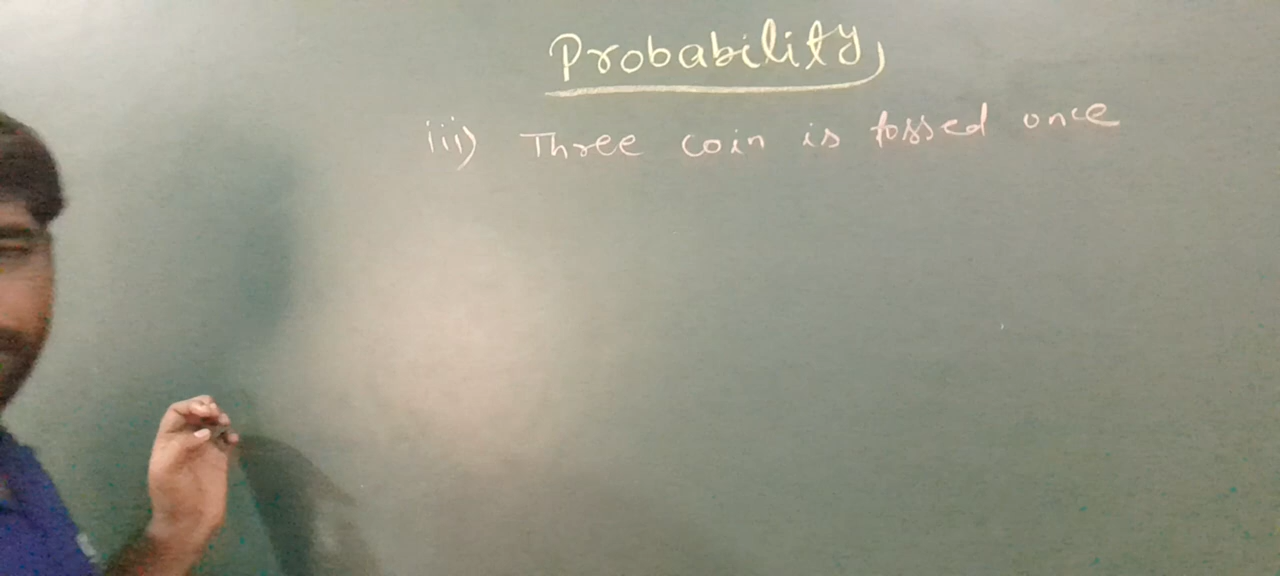 Probability,
iii) Three coin is tossed once